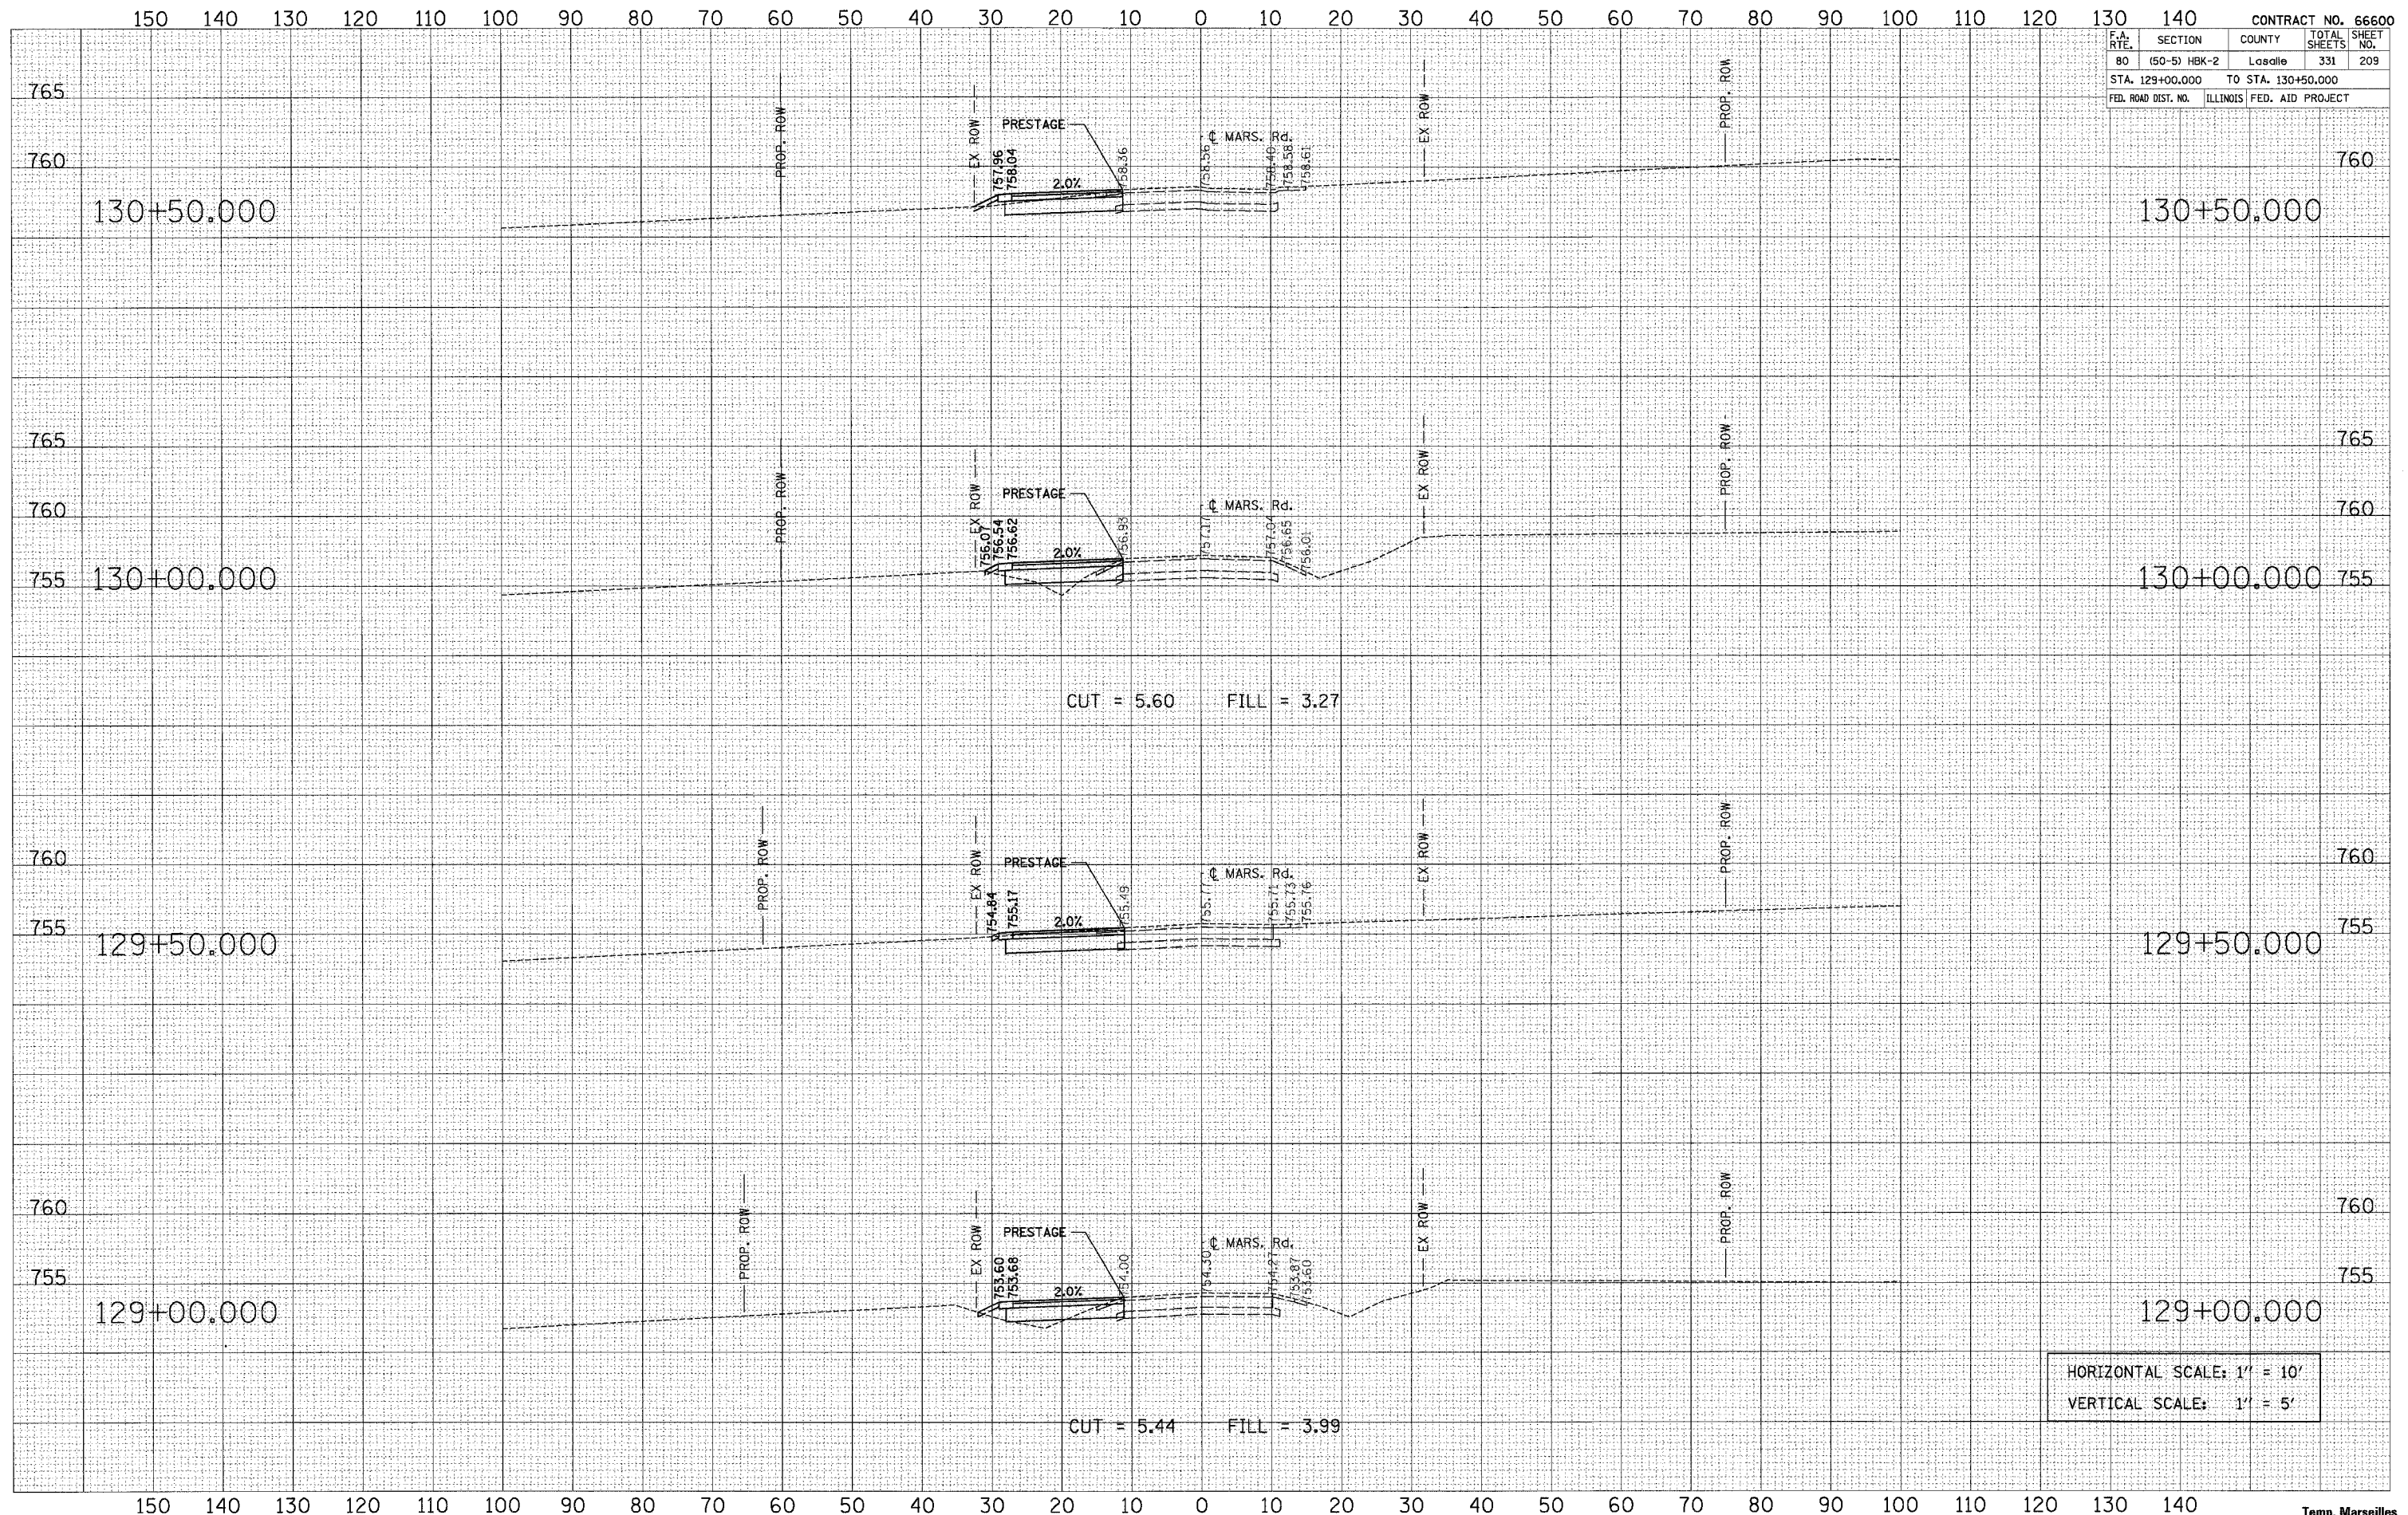 150 140 130 120 110 100 90 80 70 60 50 40 30 20 10 0 10 20 30 40 50 60 70 80 90 100 110 120 130 140
CONTRACT NO. 66600
F.A. RTE. SECTION COUNTY TOTAL SHEETS SHEET NO.
80 (50-5) HBK-2 Lasalle 331 209
STA. 129+00.000 TO STA. 130+50.000
FED. ROAD DIST. NO. ILLINOIS FED. AID PROJECT
765
760 760
130+50.000 130+50.000
PROP. ROW
EX ROW
PRESTAGE
757.96
758.04
2.0%
758.36
758.56
℄ MARS. Rd.
758.40
758.58
758.61
EX ROW
PROP. ROW
765 765
760 760
755 755
130+00.000 130+00.000
PROP. ROW
EX ROW
PRESTAGE
756.07
756.54
756.62
2.0%
756.93
757.17
℄ MARS. Rd.
757.04
756.65
756.01
EX ROW
PROP. ROW
CUT = 5.60 FILL = 3.27
760 760
755 755
129+50.000 129+50.000
PROP. ROW
EX ROW
PRESTAGE
754.84
755.17
2.0%
755.49
755.77
℄ MARS. Rd.
755.71
755.73
755.76
EX ROW
PROP. ROW
760 760
755 755
129+00.000 129+00.000
PROP. ROW
EX ROW
PRESTAGE
753.60
753.68
2.0%
754.00
754.30
℄ MARS. Rd.
754.27
753.87
753.60
EX ROW
PROP. ROW
CUT = 5.44 FILL = 3.99
HORIZONTAL SCALE: 1" = 10'
VERTICAL SCALE: 1" = 5'
150 140 130 120 110 100 90 80 70 60 50 40 30 20 10 0 10 20 30 40 50 60 70 80 90 100 110 120 130 140
Temp. Marseilles